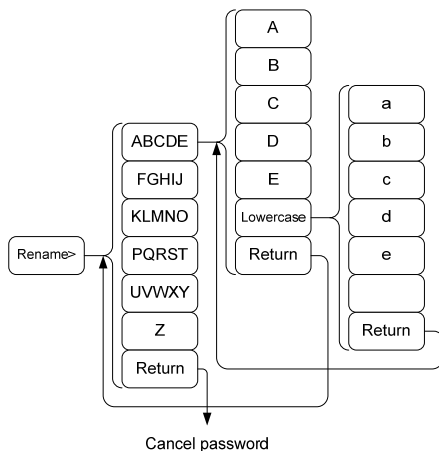 Rename>
ABCDE
FGHIJ
KLMNO
PQRST
UVWXY
Z
Return
A
B
C
D
E
Lowercase
Return
a
b
c
d
e
Return
Cancel password